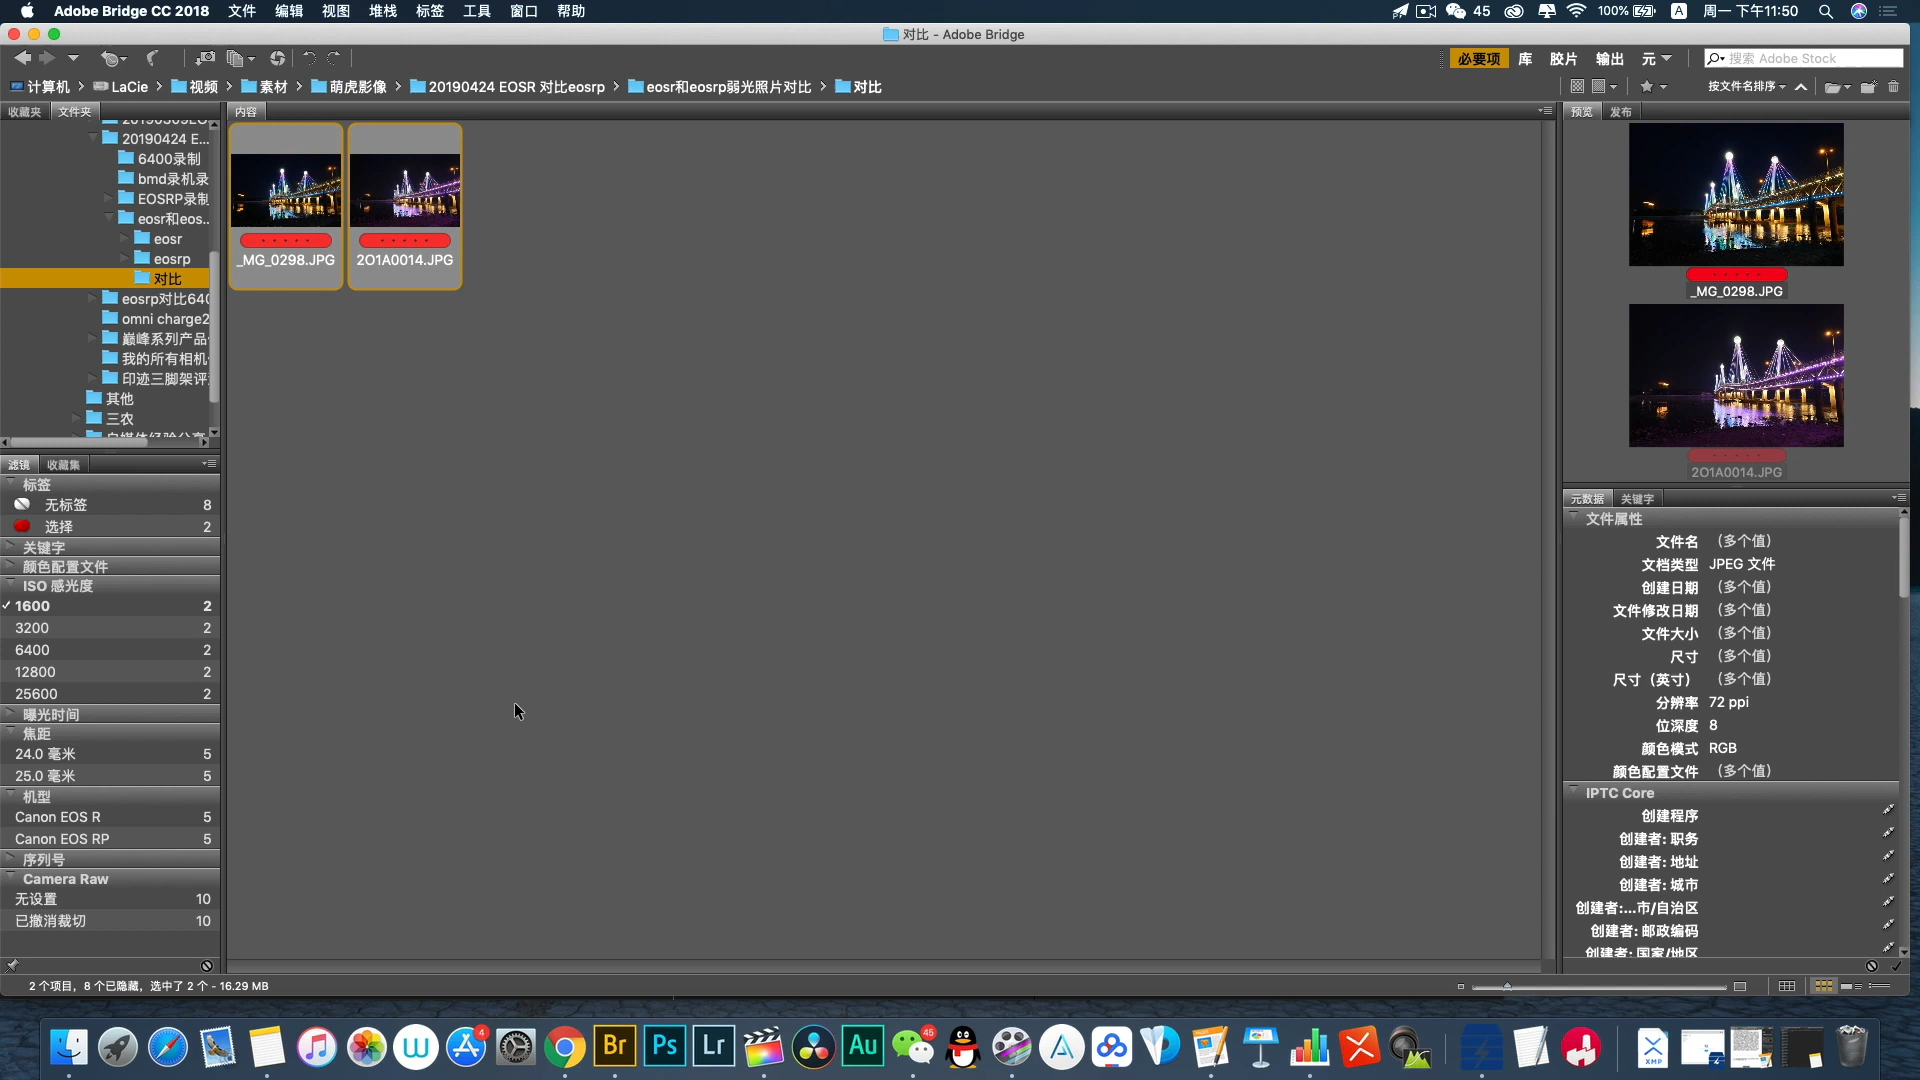 Adobe Bridge CC 2018 文件 编辑 视图 堆栈 标签 工具 窗口 帮助 45 100% A 周一 下午11:50
对比 - Adobe Bridge
必要项 库 胶片 输出 元 搜索 Adobe Stock
计算机 LaCie 视频 素材 萌虎影像 20190424 EOSR 对比eosrp eosr和eosrp弱光照片对比 对比 按文件名排序
收藏夹 文件夹
20190424 E...
6400录制
bmd录机录
EOSRP录制
eosr和eos..
eosr
eosrp
对比
eosrp对比640
omni charge2
巅峰系列产品
我的所有相机
印迹三脚架评
其他
三农
内容
_MG_0298.JPG 2O1A0014.JPG
滤镜 收藏集
标签
无标签 8
选择 2
关键字
颜色配置文件
ISO 感光度
1600 2
3200 2
6400 2
12800 2
25600 2
曝光时间
焦距
24.0 毫米 5
25.0 毫米 5
机型
Canon EOS R 5
Canon EOS RP 5
序列号
Camera Raw
无设置 10
已撤消裁切 10
预览 发布
_MG_0298.JPG
2O1A0014.JPG
元数据 关键字
文件属性
文件名 (多个值)
文档类型 JPEG 文件
创建日期 (多个值)
文件修改日期 (多个值)
文件大小 (多个值)
尺寸 (多个值)
尺寸（英寸） (多个值)
分辨率 72 ppi
位深度 8
颜色模式 RGB
颜色配置文件 (多个值)
IPTC Core
创建程序
创建者: 职务
创建者: 地址
创建者: 城市
创建者:...市/自治区
创建者: 邮政编码
创建者: 国家/地区
2 个项目，8 个已隐藏，选中了 2 个 - 16.29 MB
4 Br Ps Lr Au 45 XMP